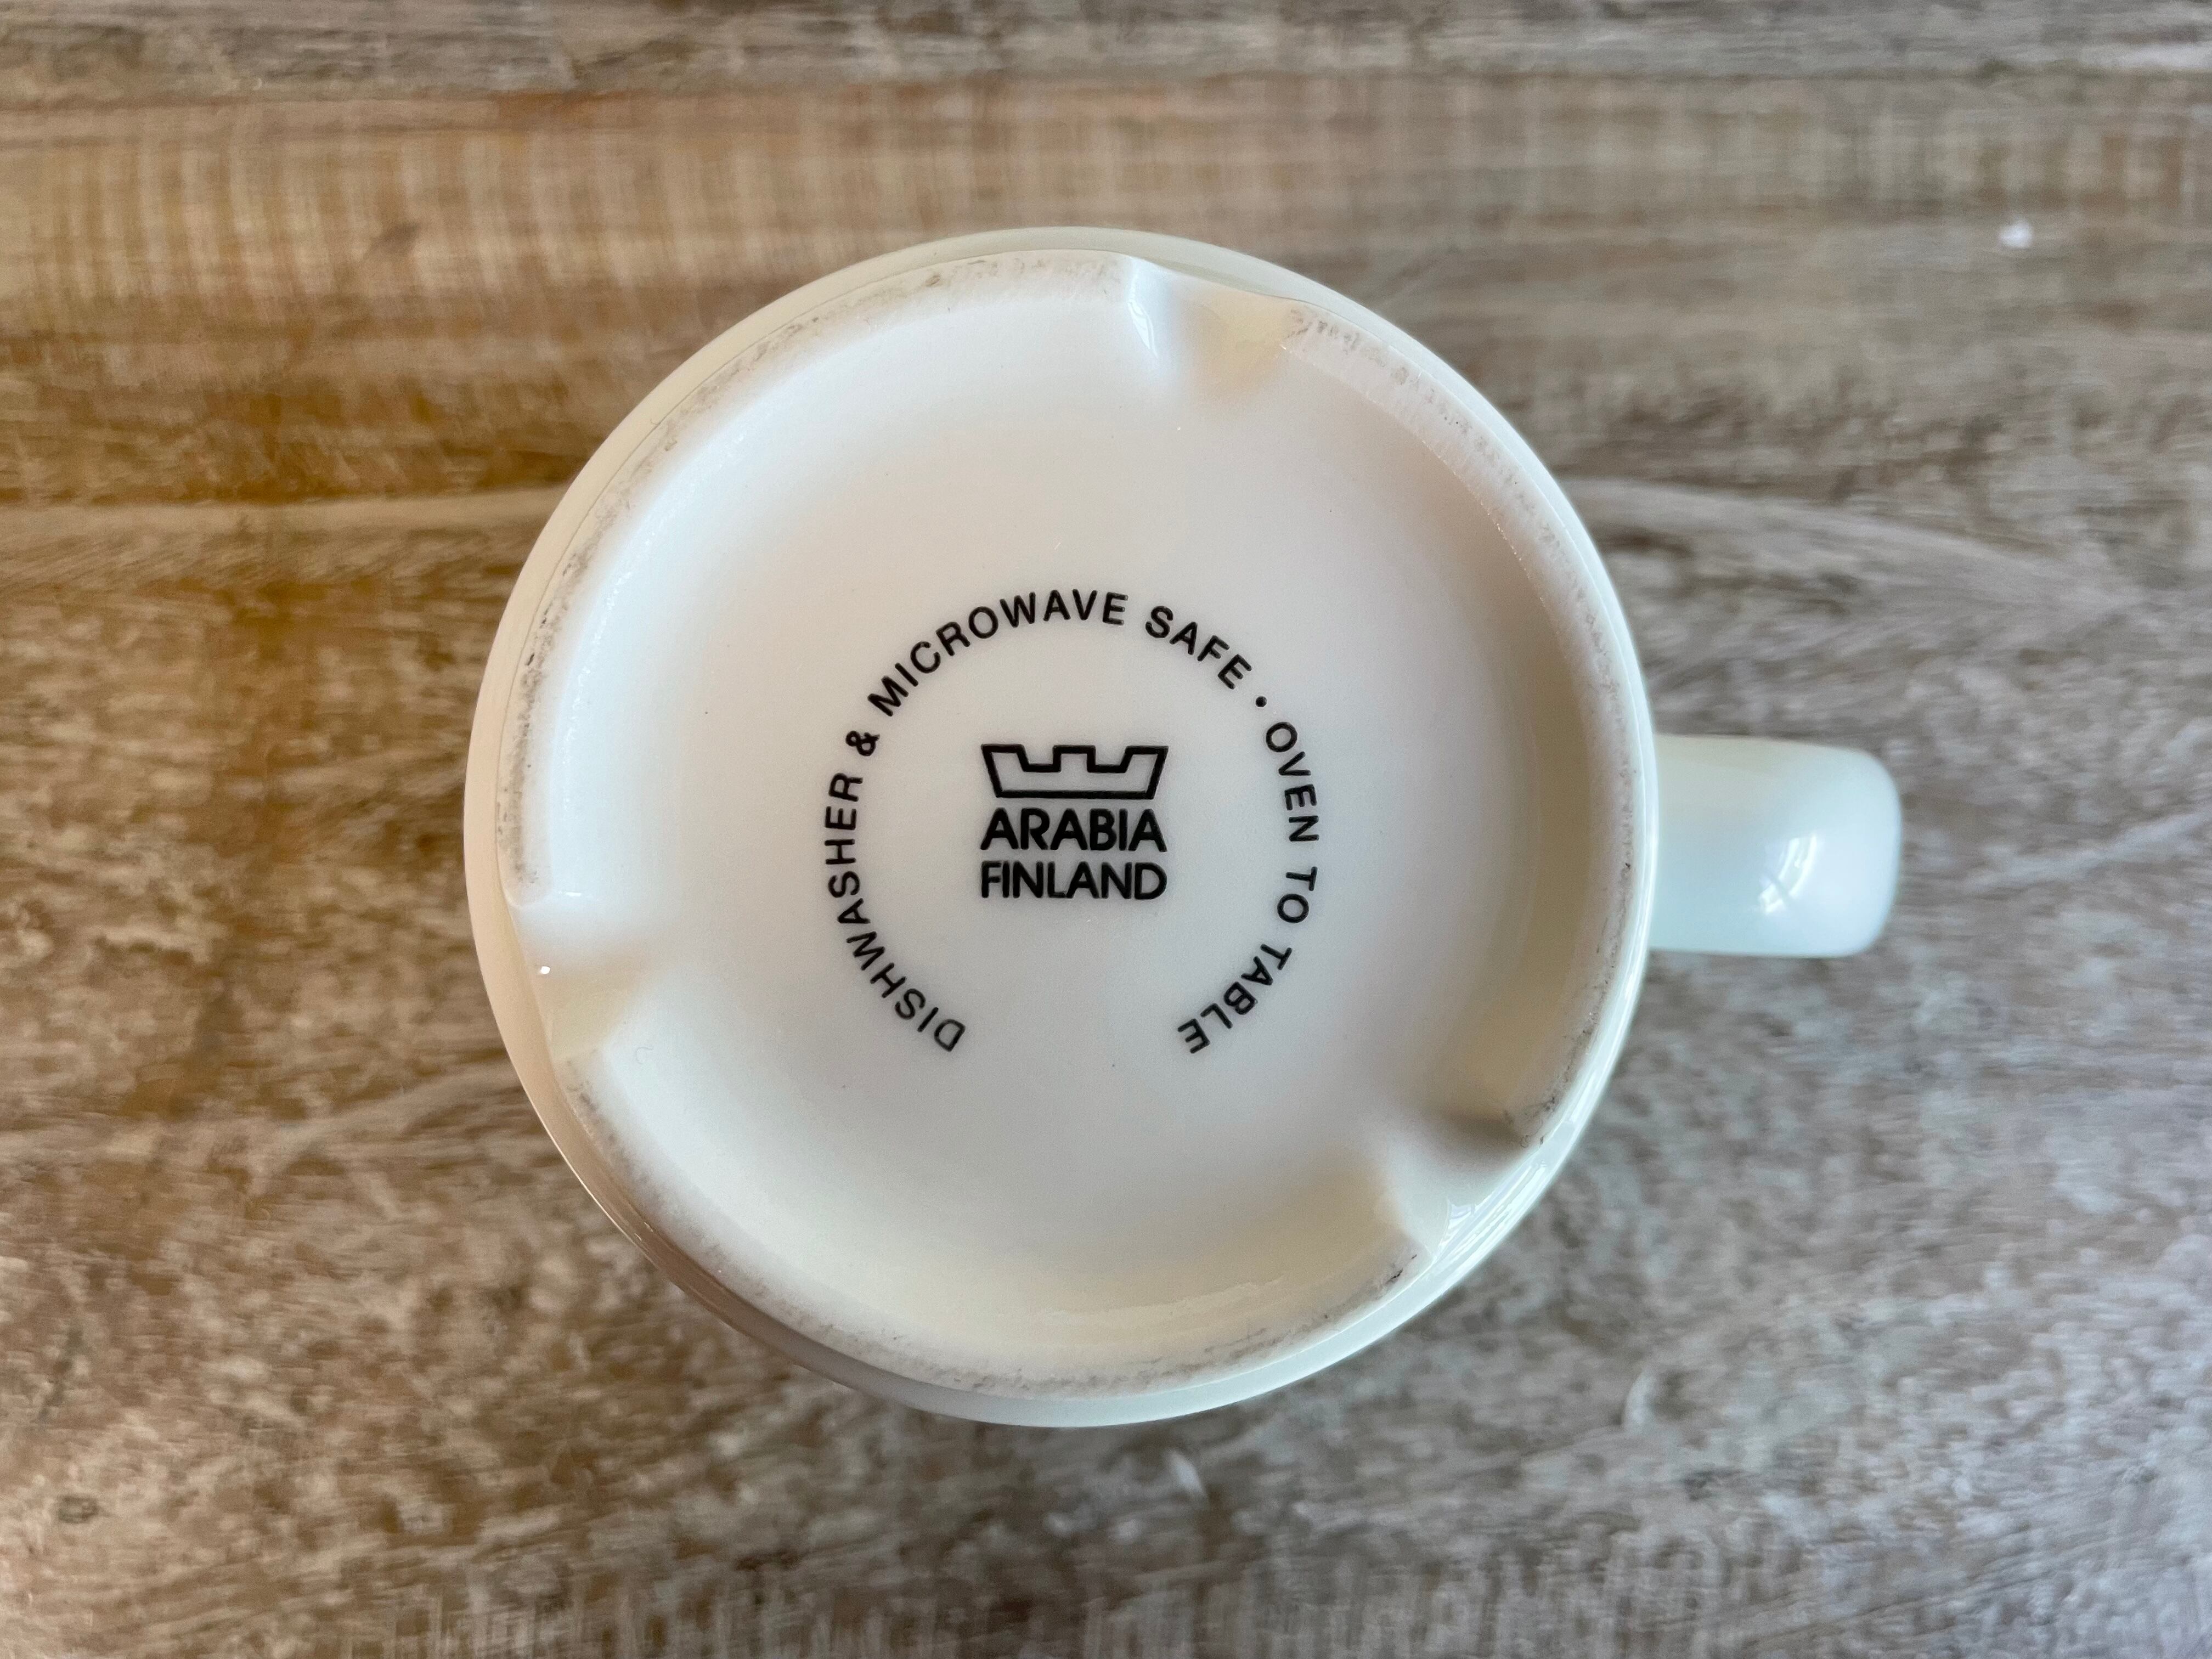 DISHWASHER & MICROWAVE SAFE • OVEN TO TABLE
ARABIA
FINLAND